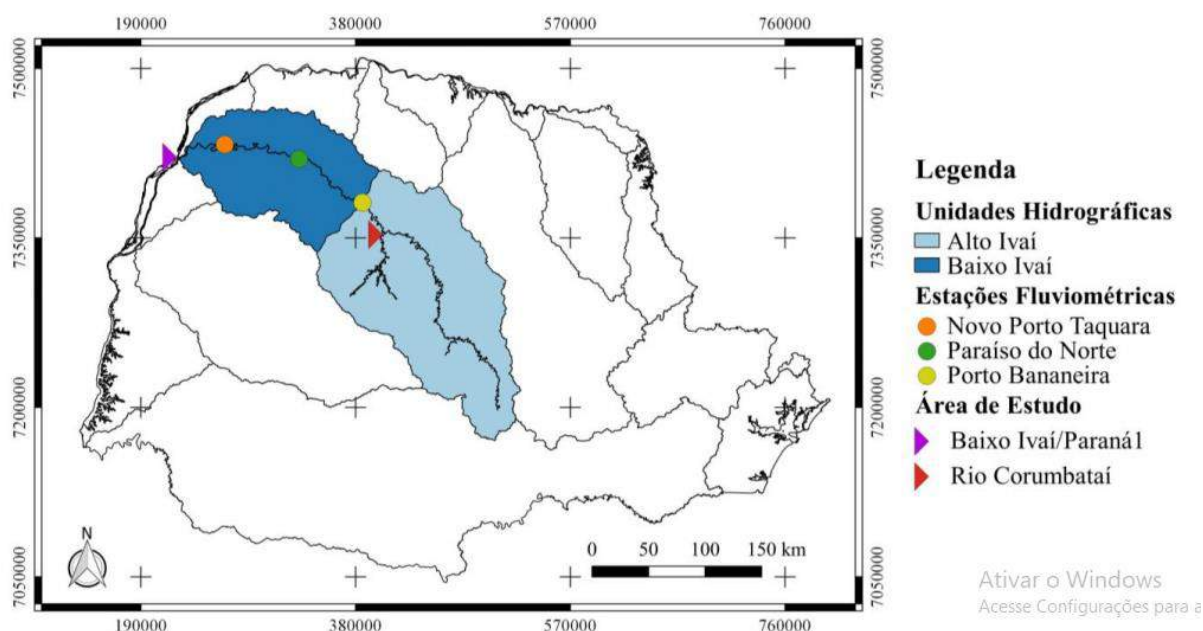 190000 380000 570000 760000
7500000 7500000
7350000 7350000
7200000 7200000
7050000 7050000
N
0 50 100 150 km
190000 380000 570000 760000
Legenda
Unidades Hidrográficas
Alto Ivaí
Baixo Ivaí
Estações Fluviométricas
Novo Porto Taquara
Paraíso do Norte
Porto Bananeira
Área de Estudo
Baixo Ivaí/Paraná1
Rio Corumbataí
Ativar o Windows
Acesse Configurações para a